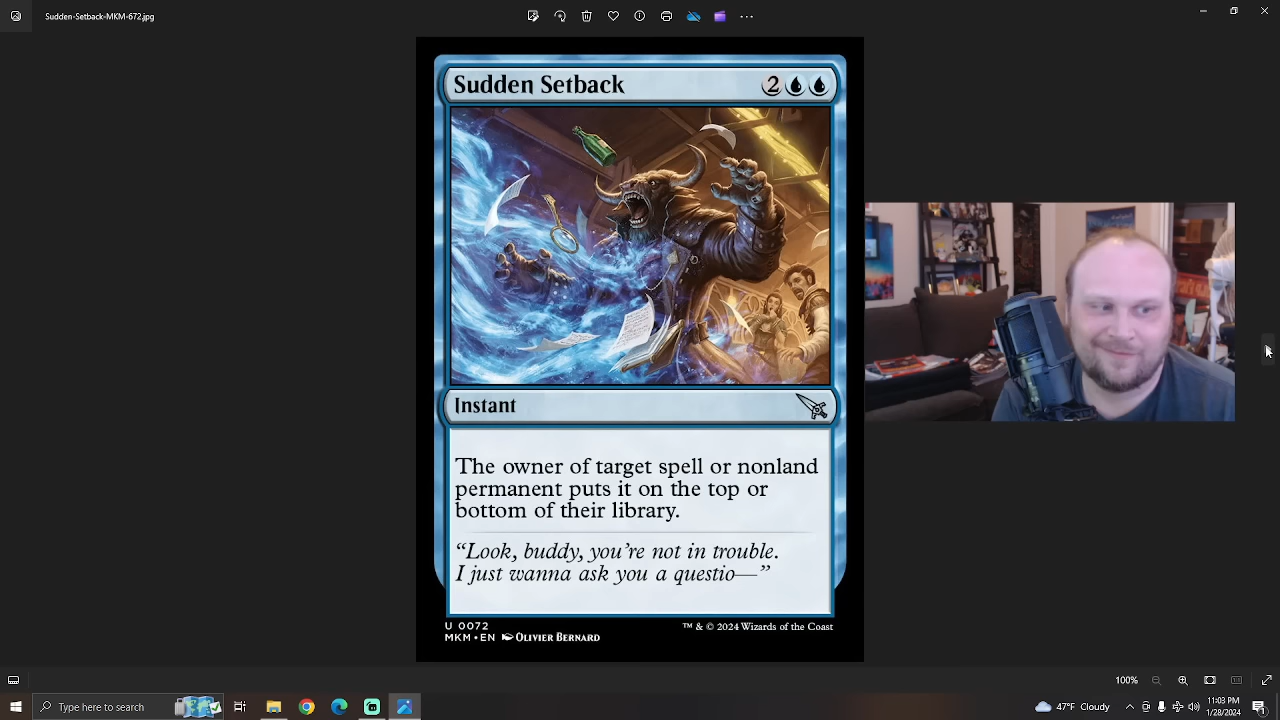 Sudden-Setback-MKM-672.jpg
Sudden Setback 2
Instant
The owner of target spell or nonland
permanent puts it on the top or
bottom of their library.
“Look, buddy, you’re not in trouble.
I just wanna ask you a questio—”
U 0072
MKM • EN OLIVIER BERNARD
™ & © 2024 Wizards of the Coast
100%
Type here to search
47°F Cloudy
11:03 PM
1/28/2024